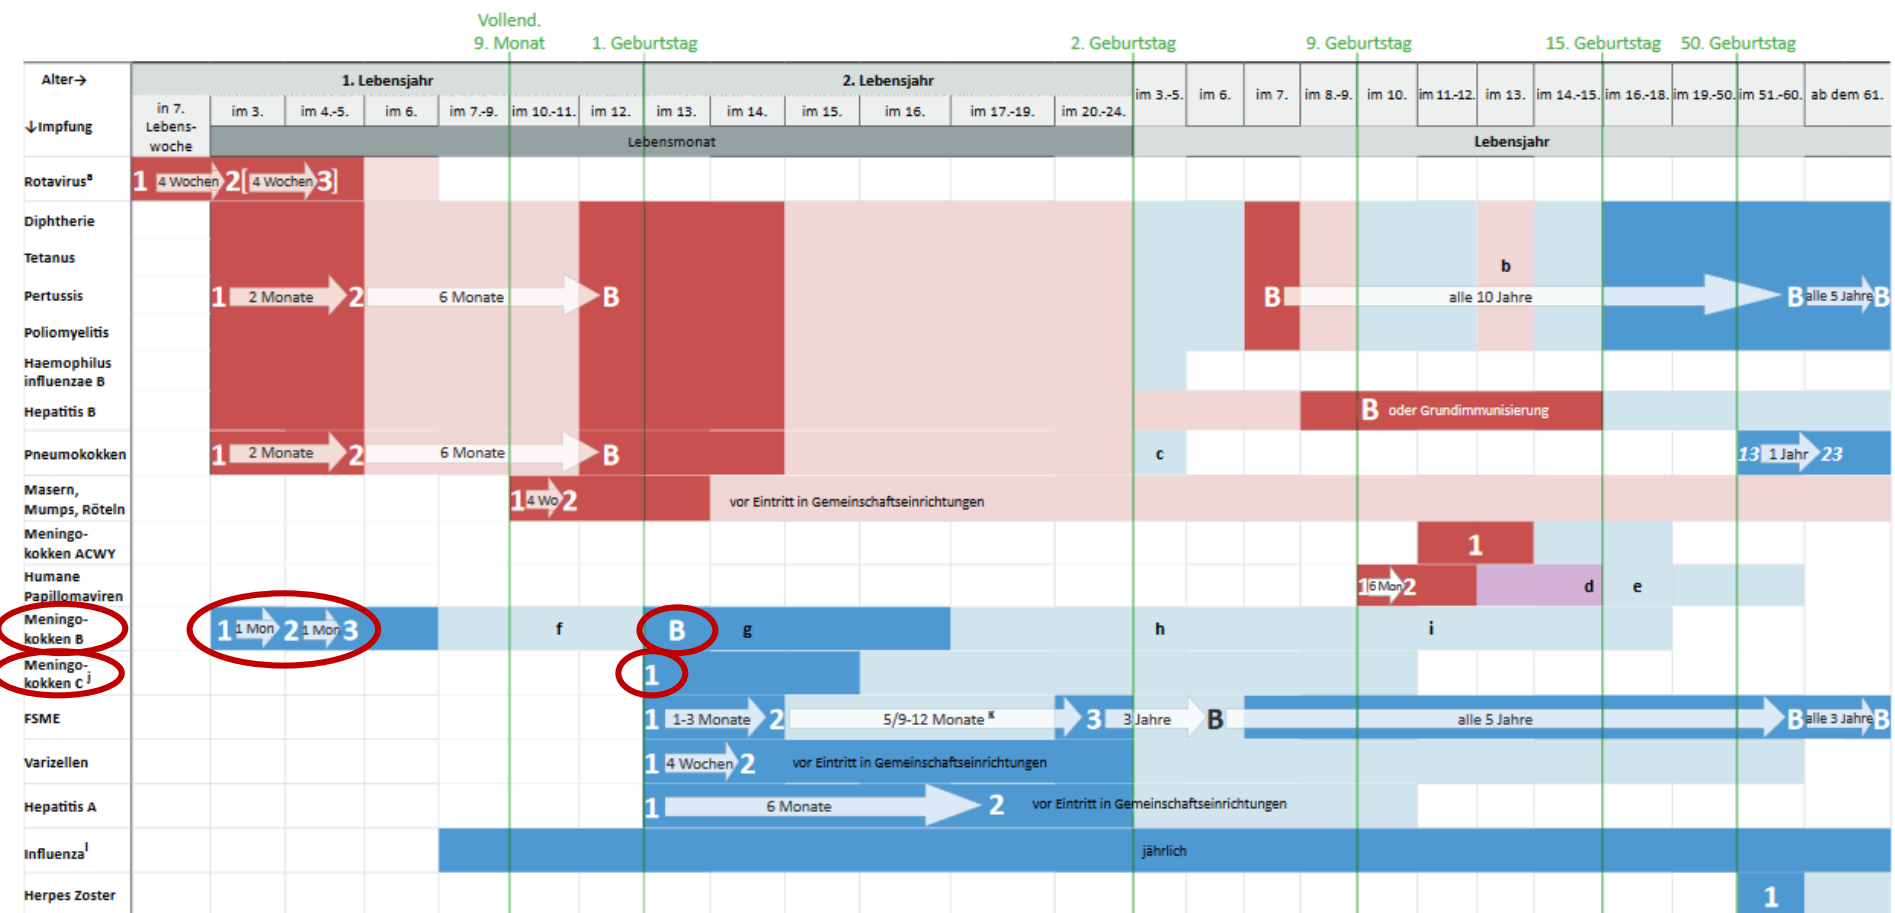 Vollend.
9. Monat 1. Geburtstag 2. Geburtstag 9. Geburtstag 15. Geburtstag 50. Geburtstag
Alter→ 1. Lebensjahr 2. Lebensjahr
im 3.-5. im 6. im 7. im 8.-9. im 10. im 11.-12. im 13. im 14.-15. im 16.-18. im 19.-50. im 51.-60. ab dem 61.
in 7.
Lebens-
woche
im 3. im 4.-5. im 6. im 7.-9. im 10.-11. im 12. im 13. im 14. im 15. im 16. im 17.-19. im 20.-24.
↓Impfung
Lebensmonat Lebensjahr
Rotavirusᵃ 1 4 Wochen 2[ 4 Wochen 3]
Diphtherie
Tetanus
b
Pertussis 1 2 Monate 2 6 Monate B B alle 10 Jahre B alle 5 Jahre B
Poliomyelitis
Haemophilus
influenzae B
Hepatitis B B oder Grundimmunisierung
Pneumokokken 1 2 Monate 2 6 Monate B c 13 1 Jahr 23
Masern,
Mumps, Röteln
1 4 Wo 2 vor Eintritt in Gemeinschaftseinrichtungen
Meningo-
kokken ACWY
1
Humane
Papillomaviren
1 6 Mon 2 d e
Meningo-
kokken B
1 1 Mon 2 1 Mon 3 f B g h i
Meningo-
kokken C j
1
FSME 1 1-3 Monate 2 5/9-12 Monate ᴷ 3 3 Jahre B alle 5 Jahre B alle 3 Jahre B
Varizellen 1 4 Wochen 2 vor Eintritt in Gemeinschaftseinrichtungen
Hepatitis A 1 6 Monate 2 vor Eintritt in Gemeinschaftseinrichtungen
Influenzaˡ jährlich
Herpes Zoster 1